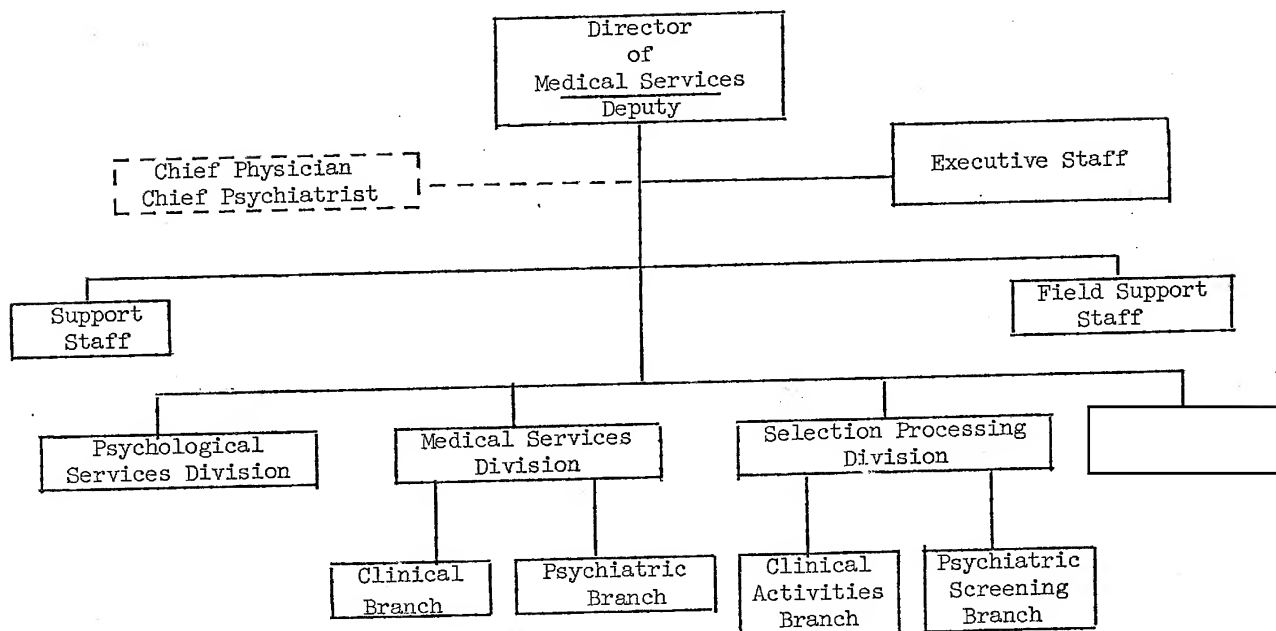 Director
of
Medical Services
Deputy
Chief Physician
Chief Psychiatrist
Executive Staff
Support
Staff
Field Support
Staff
Psychological
Services Division
Medical Services
Division
Selection Processing
Division
Clinical
Branch
Psychiatric
Branch
Clinical
Activities
Branch
Psychiatric
Screening
Branch